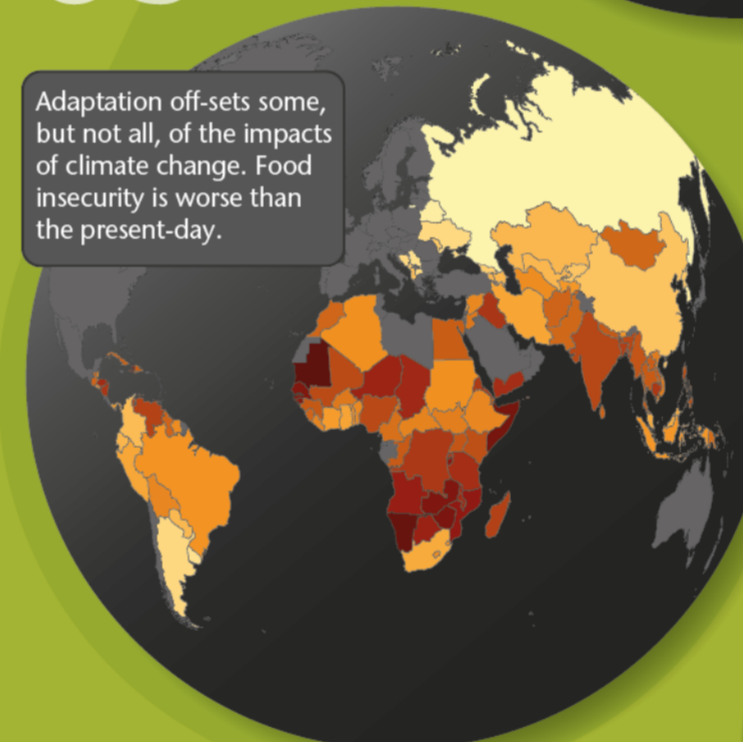 Adaptation off-sets some,
but not all, of the impacts
of climate change. Food
insecurity is worse than
the present-day.